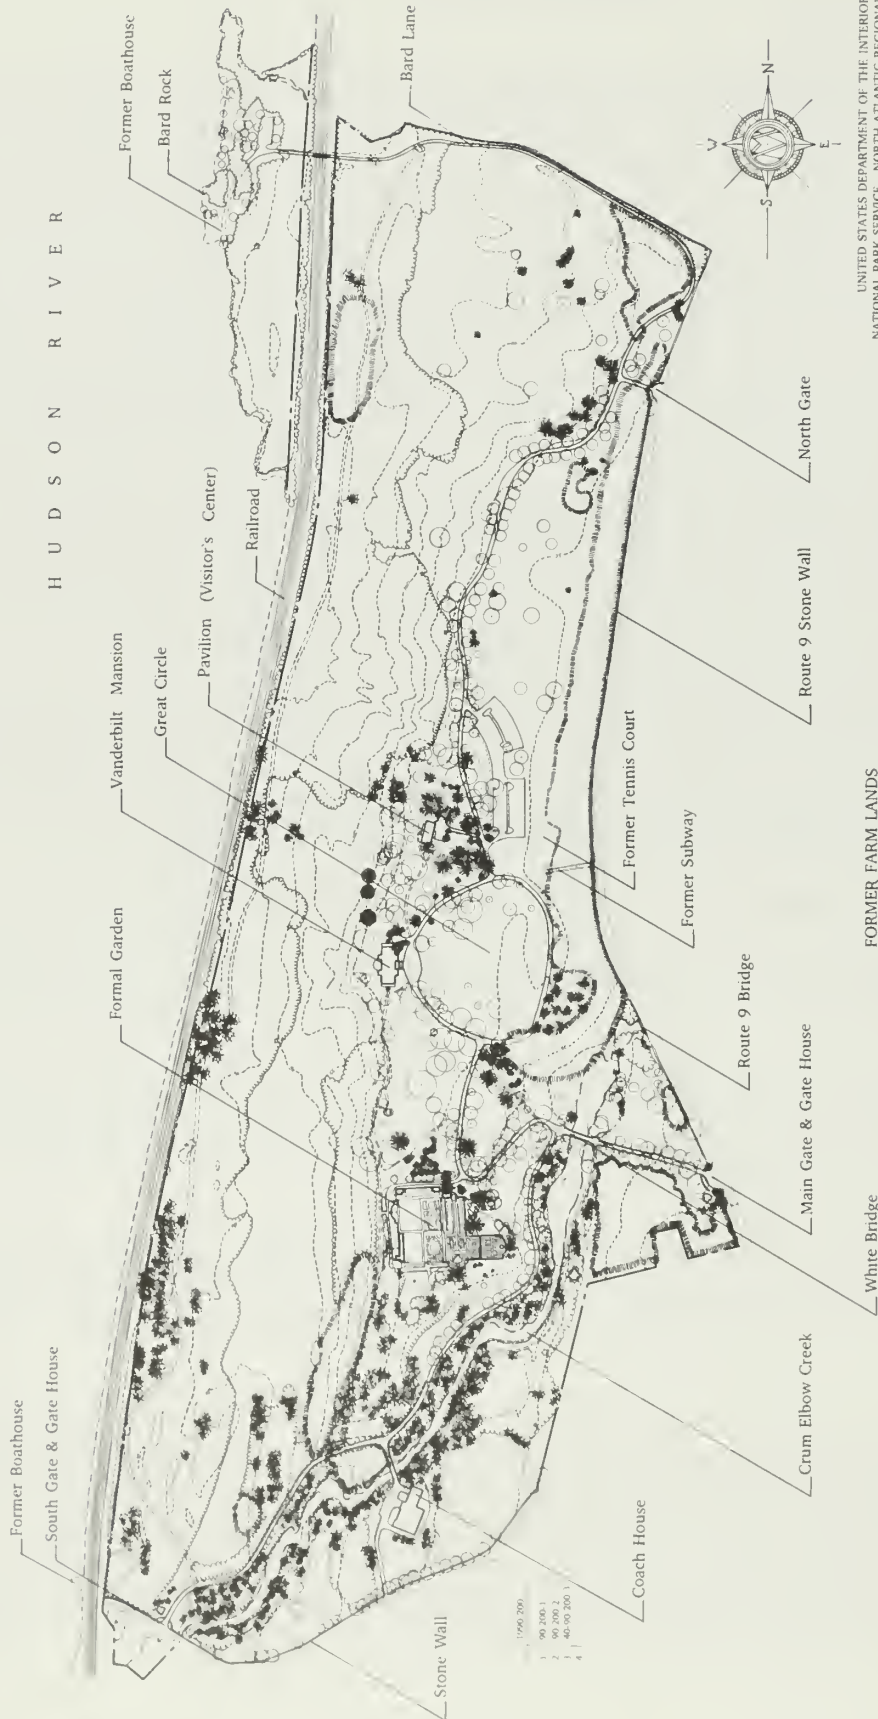 HUDSON RIVER
Former Boathouse
Bard Rock
Bard Lane
Railroad
Pavilion (Visitor's Center)
Great Circle
Vanderbilt Mansion
Formal Garden
Former Boathouse
South Gate & Gate House
Stone Wall
Coach House
Crum Elbow Creek
White Bridge
Main Gate & Gate House
Route 9 Bridge
Former Subway
Former Tennis Court
Route 9 Stone Wall
North Gate
FORMER FARM LANDS
W
N
S
E
UNITED STATES DEPARTMENT OF THE INTERIOR
NATIONAL PARK SERVICE NORTH ATLANTIC REGIONAL